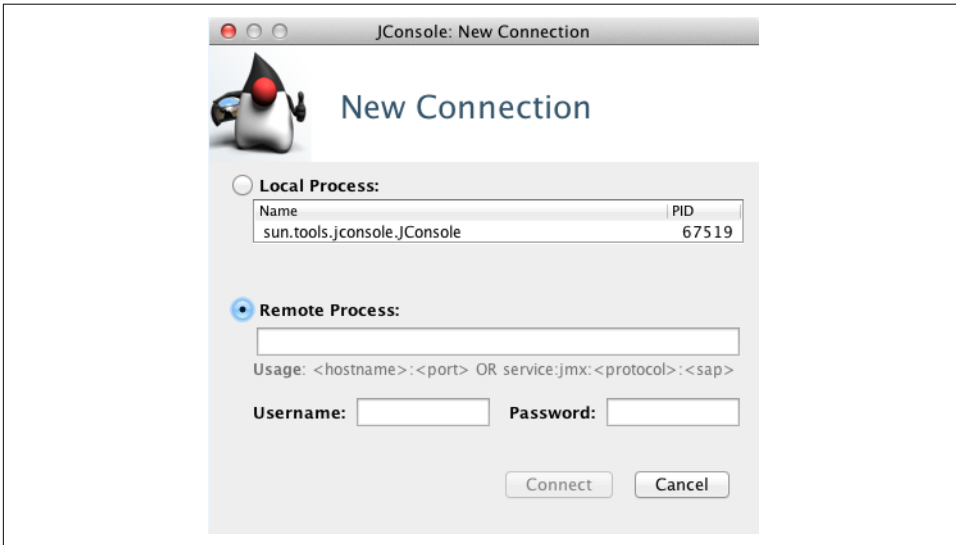 JConsole: New Connection
New Connection
Local Process:
Name PID
sun.tools.jconsole.JConsole 67519
Remote Process:
Usage: <hostname>:<port> OR service:jmx:<protocol>:<sap>
Username: Password:
Connect Cancel